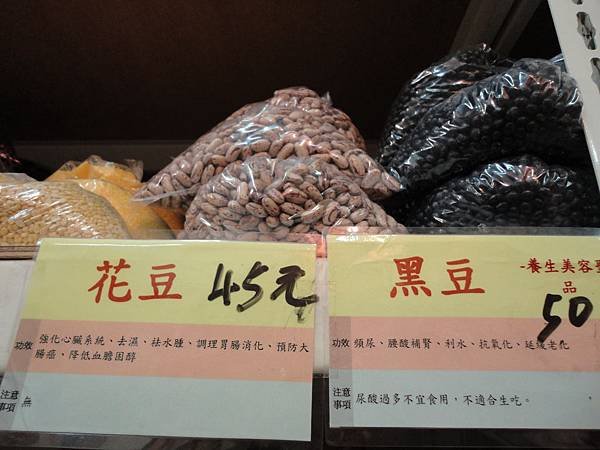 花豆 45元
功效 強化心臟系統、去濕、袪水腫、調理胃腸消化、預防大
腸癌、降低血膽固醇
注意
事項 無
黑豆
-養生美容聖
品
50
功效 頻尿、腰酸補腎、利水、抗氧化、延緩老化
注意
事項 尿酸過多不宜食用，不適合生吃。